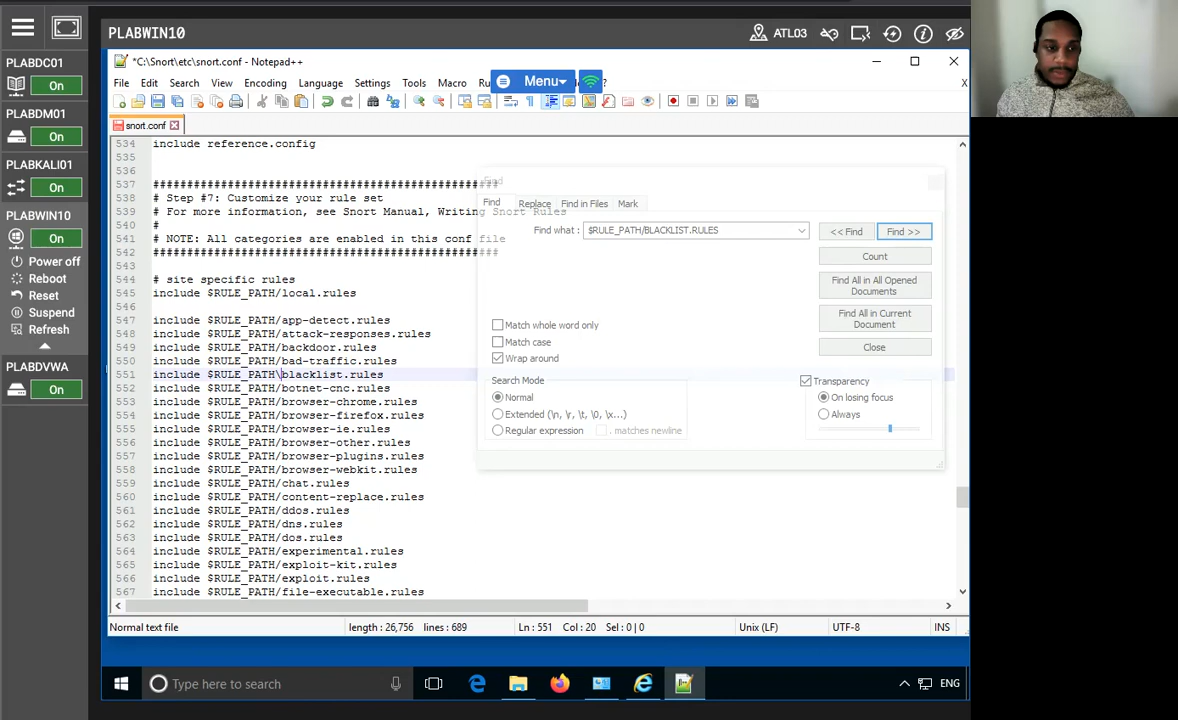 PLABWIN10
ATL03
PLABDC01
On
PLABDM01
On
PLABKALI01
On
PLABWIN10
On
Power off
Reboot
Reset
Suspend
Refresh
PLABDVWA
On
*C:\Snort\etc\snort.conf - Notepad++
File Edit Search View Encoding Language Settings Tools Macro Ru ?
Menu
snort.conf
534 include reference.config
535
536
537 ##################################################
538 # Step #7: Customize your rule set
539 # For more information, see Snort Manual, Writing Snort Rules
540 #
541 # NOTE: All categories are enabled in this conf file
542 ##################################################
543
544 # site specific rules
545 include $RULE_PATH/local.rules
546
547 include $RULE_PATH/app-detect.rules
548 include $RULE_PATH/attack-responses.rules
549 include $RULE_PATH/backdoor.rules
550 include $RULE_PATH/bad-traffic.rules
551 include $RULE_PATH\blacklist.rules
552 include $RULE_PATH/botnet-cnc.rules
553 include $RULE_PATH/browser-chrome.rules
554 include $RULE_PATH/browser-firefox.rules
555 include $RULE_PATH/browser-ie.rules
556 include $RULE_PATH/browser-other.rules
557 include $RULE_PATH/browser-plugins.rules
558 include $RULE_PATH/browser-webkit.rules
559 include $RULE_PATH/chat.rules
560 include $RULE_PATH/content-replace.rules
561 include $RULE_PATH/ddos.rules
562 include $RULE_PATH/dns.rules
563 include $RULE_PATH/dos.rules
564 include $RULE_PATH/experimental.rules
565 include $RULE_PATH/exploit-kit.rules
566 include $RULE_PATH/exploit.rules
567 include $RULE_PATH/file-executable.rules
Find
Find Replace Find in Files Mark
Find what : $RULE_PATH/BLACKLIST.RULES
<< Find Find >>
Count
Find All in All Opened
Documents
Find All in Current
Document
Close
Match whole word only
Match case
Wrap around
Search Mode
Normal
Extended (\n, \r, \t, \0, \x...)
Regular expression . matches newline
Transparency
On losing focus
Always
Normal text file length : 26,756 lines : 689 Ln : 551 Col : 20 Sel : 0 | 0 Unix (LF) UTF-8 INS
Type here to search
ENG